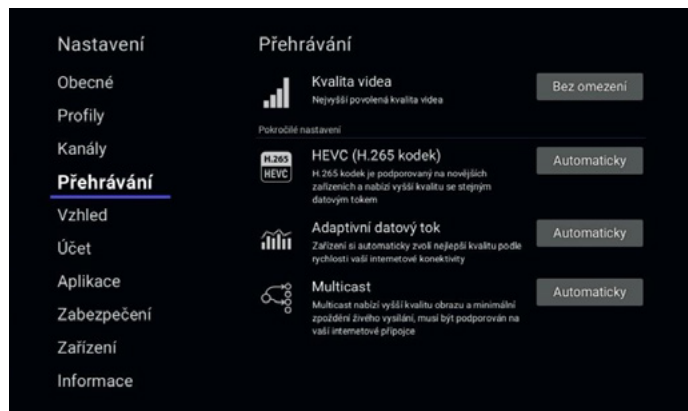 Nastavení
Obecné
Profily
Kanály
Přehrávání
Vzhled
Účet
Aplikace
Zabezpečení
Zařízení
Informace
Přehrávání
Kvalita videa
Nejvyšší povolená kvalita videa
Bez omezení
Pokročilé nastavení
H.265
HEVC
HEVC (H.265 kodek)
H.265 kodek je podporovaný na novějších
zařízeních a nabízí vyšší kvalitu se stejným
datovým tokem
Automaticky
Adaptivní datový tok
Zařízení si automaticky zvolí nejlepší kvalitu podle
rychlosti vaší internetové konektivity
Automaticky
Multicast
Multicast nabízí vyšší kvalitu obrazu a minimální
zpoždění živého vysílání, musí být podporován na
vaší internetové přípojce
Automaticky